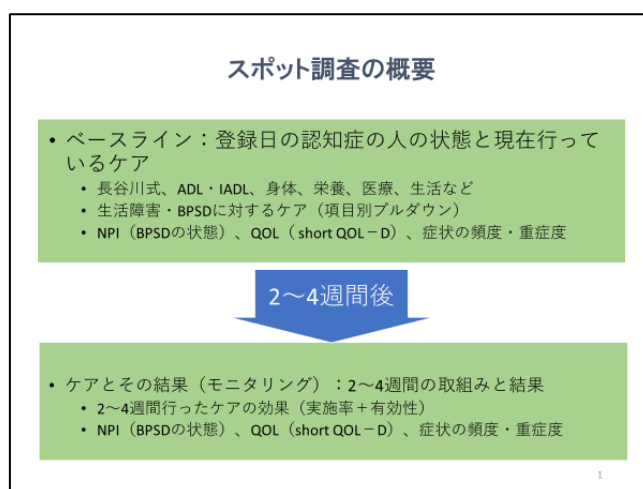 スポット調査の概要
• ベースライン：登録日の認知症の人の状態と現在行って
いるケア
• 長谷川式、ADL・IADL、身体、栄養、医療、生活など
• 生活障害・BPSDに対するケア（項目別プルダウン）
• NPI（BPSDの状態）、QOL（short QOL－D）、症状の頻度・重症度
2～4週間後
• ケアとその結果（モニタリング）：2～4週間の取組みと結果
• 2～4週間行ったケアの効果（実施率＋有効性）
• NPI（BPSDの状態）、QOL（short QOL－D）、症状の頻度・重症度
1